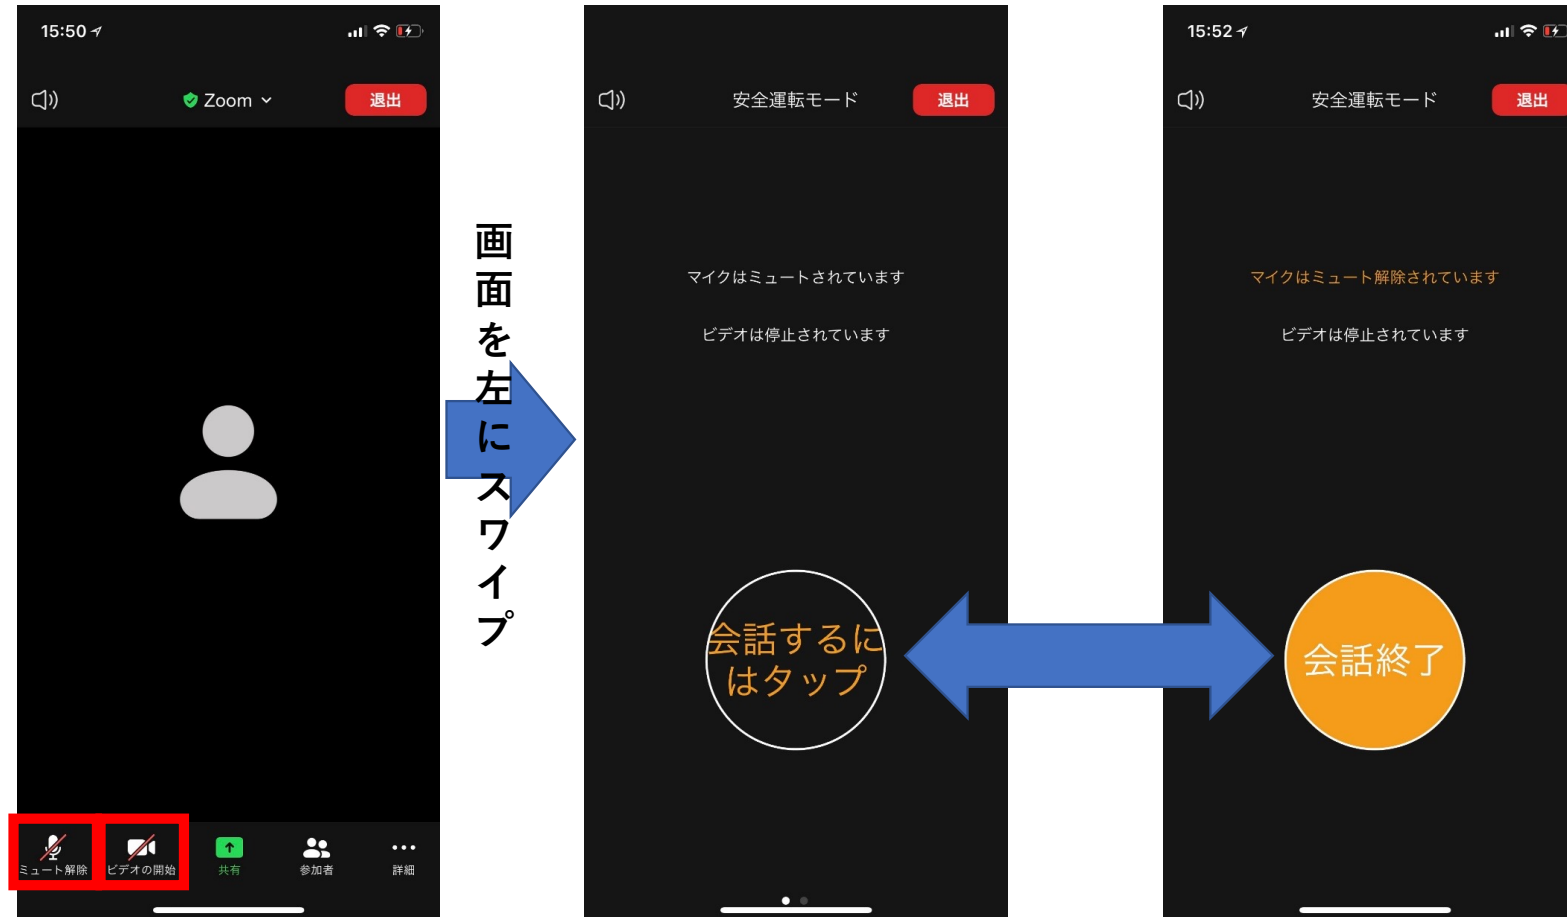 15:50
Zoom
退出
ミュート解除
ビデオの開始
共有
参加者
詳細
画面を左にスワイプ
安全運転モード
退出
マイクはミュートされています
ビデオは停止されています
会話するに
はタップ
15:52
安全運転モード
退出
マイクはミュート解除されています
ビデオは停止されています
会話終了